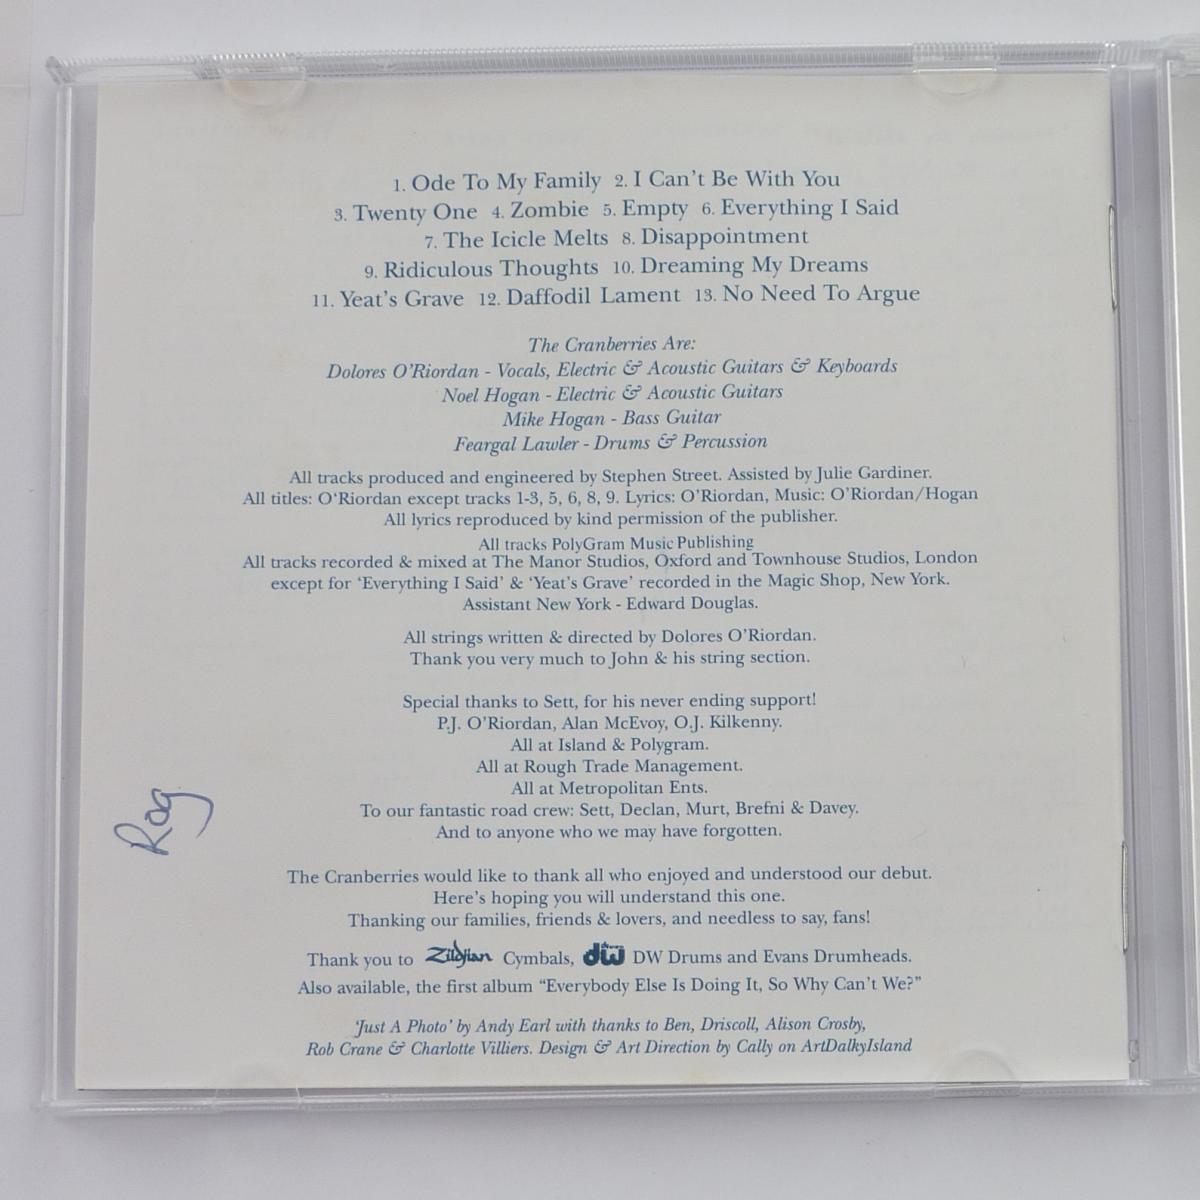 1. Ode To My Family 2. I Can't Be With You
3. Twenty One 4. Zombie 5. Empty 6. Everything I Said
7. The Icicle Melts 8. Disappointment
9. Ridiculous Thoughts 10. Dreaming My Dreams
11. Yeat's Grave 12. Daffodil Lament 13. No Need To Argue
The Cranberries Are:
Dolores O'Riordan - Vocals, Electric & Acoustic Guitars & Keyboards
Noel Hogan - Electric & Acoustic Guitars
Mike Hogan - Bass Guitar
Feargal Lawler - Drums & Percussion
All tracks produced and engineered by Stephen Street. Assisted by Julie Gardiner.
All titles: O'Riordan except tracks 1-3, 5, 6, 8, 9. Lyrics: O'Riordan, Music: O'Riordan/Hogan
All lyrics reproduced by kind permission of the publisher.
All tracks PolyGram Music Publishing
All tracks recorded & mixed at The Manor Studios, Oxford and Townhouse Studios, London
except for 'Everything I Said' & 'Yeat's Grave' recorded in the Magic Shop, New York.
Assistant New York - Edward Douglas.
All strings written & directed by Dolores O'Riordan.
Thank you very much to John & his string section.
Special thanks to Sett, for his never ending support!
P.J. O'Riordan, Alan McEvoy, O.J. Kilkenny.
All at Island & Polygram.
All at Rough Trade Management.
All at Metropolitan Ents.
To our fantastic road crew: Sett, Declan, Murt, Brefni & Davey.
And to anyone who we may have forgotten.
Rog
The Cranberries would like to thank all who enjoyed and understood our debut.
Here's hoping you will understand this one.
Thanking our families, friends & lovers, and needless to say, fans!
Thank you to Zildjian Cymbals, dw DW Drums and Evans Drumheads.
Also available, the first album "Everybody Else Is Doing It, So Why Can't We?"
'Just A Photo' by Andy Earl with thanks to Ben, Driscoll, Alison Crosby,
Rob Crane & Charlotte Villiers. Design & Art Direction by Cally on ArtDalkyIsland